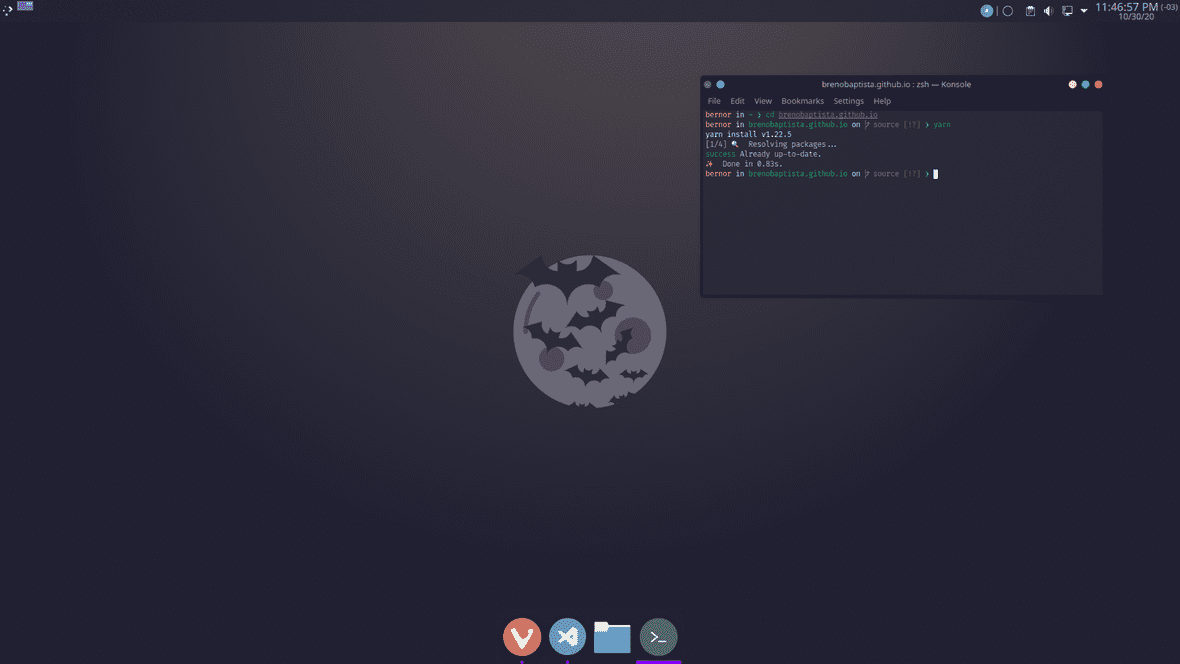 11:46:57 PM (-03)
10/30/20
brenobaptista.github.io : zsh — Konsole
File Edit View Bookmarks Settings Help
bernor in ~ ❯ cd brenobaptista.github.io
bernor in brenobaptista.github.io on source [!?] ❯ yarn
yarn install v1.22.5
[1/4] 🔍 Resolving packages...
success Already up-to-date.
✨ Done in 0.83s.
bernor in brenobaptista.github.io on source [!?] ❯